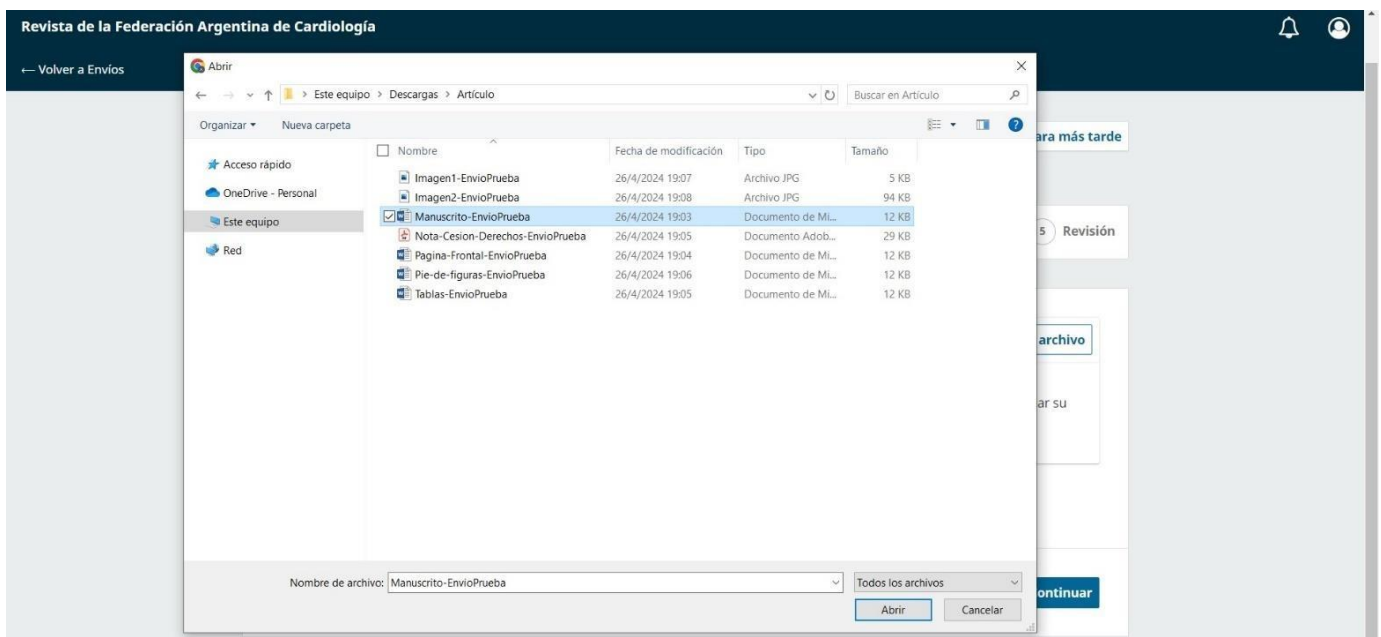 Revista de la Federación Argentina de Cardiología
← Volver a Envíos
Abrir
Este equipo > Descargas > Artículo
Buscar en Artículo
Organizar
Nueva carpeta
ara más tarde
Nombre Fecha de modificación Tipo Tamaño
Acceso rápido
OneDrive - Personal
Este equipo
Red
Imagen1-EnvioPrueba 26/4/2024 19:07 Archivo JPG 5 KB
Imagen2-EnvioPrueba 26/4/2024 19:08 Archivo JPG 94 KB
Manuscrito-EnvioPrueba 26/4/2024 19:03 Documento de Mi... 12 KB
Nota-Cesion-Derechos-EnvioPrueba 26/4/2024 19:05 Documento Adob... 29 KB
Pagina-Frontal-EnvioPrueba 26/4/2024 19:04 Documento de Mi... 12 KB
Pie-de-figuras-EnvioPrueba 26/4/2024 19:06 Documento de Mi... 12 KB
Tablas-EnvioPrueba 26/4/2024 19:05 Documento de Mi... 12 KB
5 Revisión
archivo
ar su
Nombre de archivo: Manuscrito-EnvioPrueba
Todos los archivos
Abrir
Cancelar
ontinuar